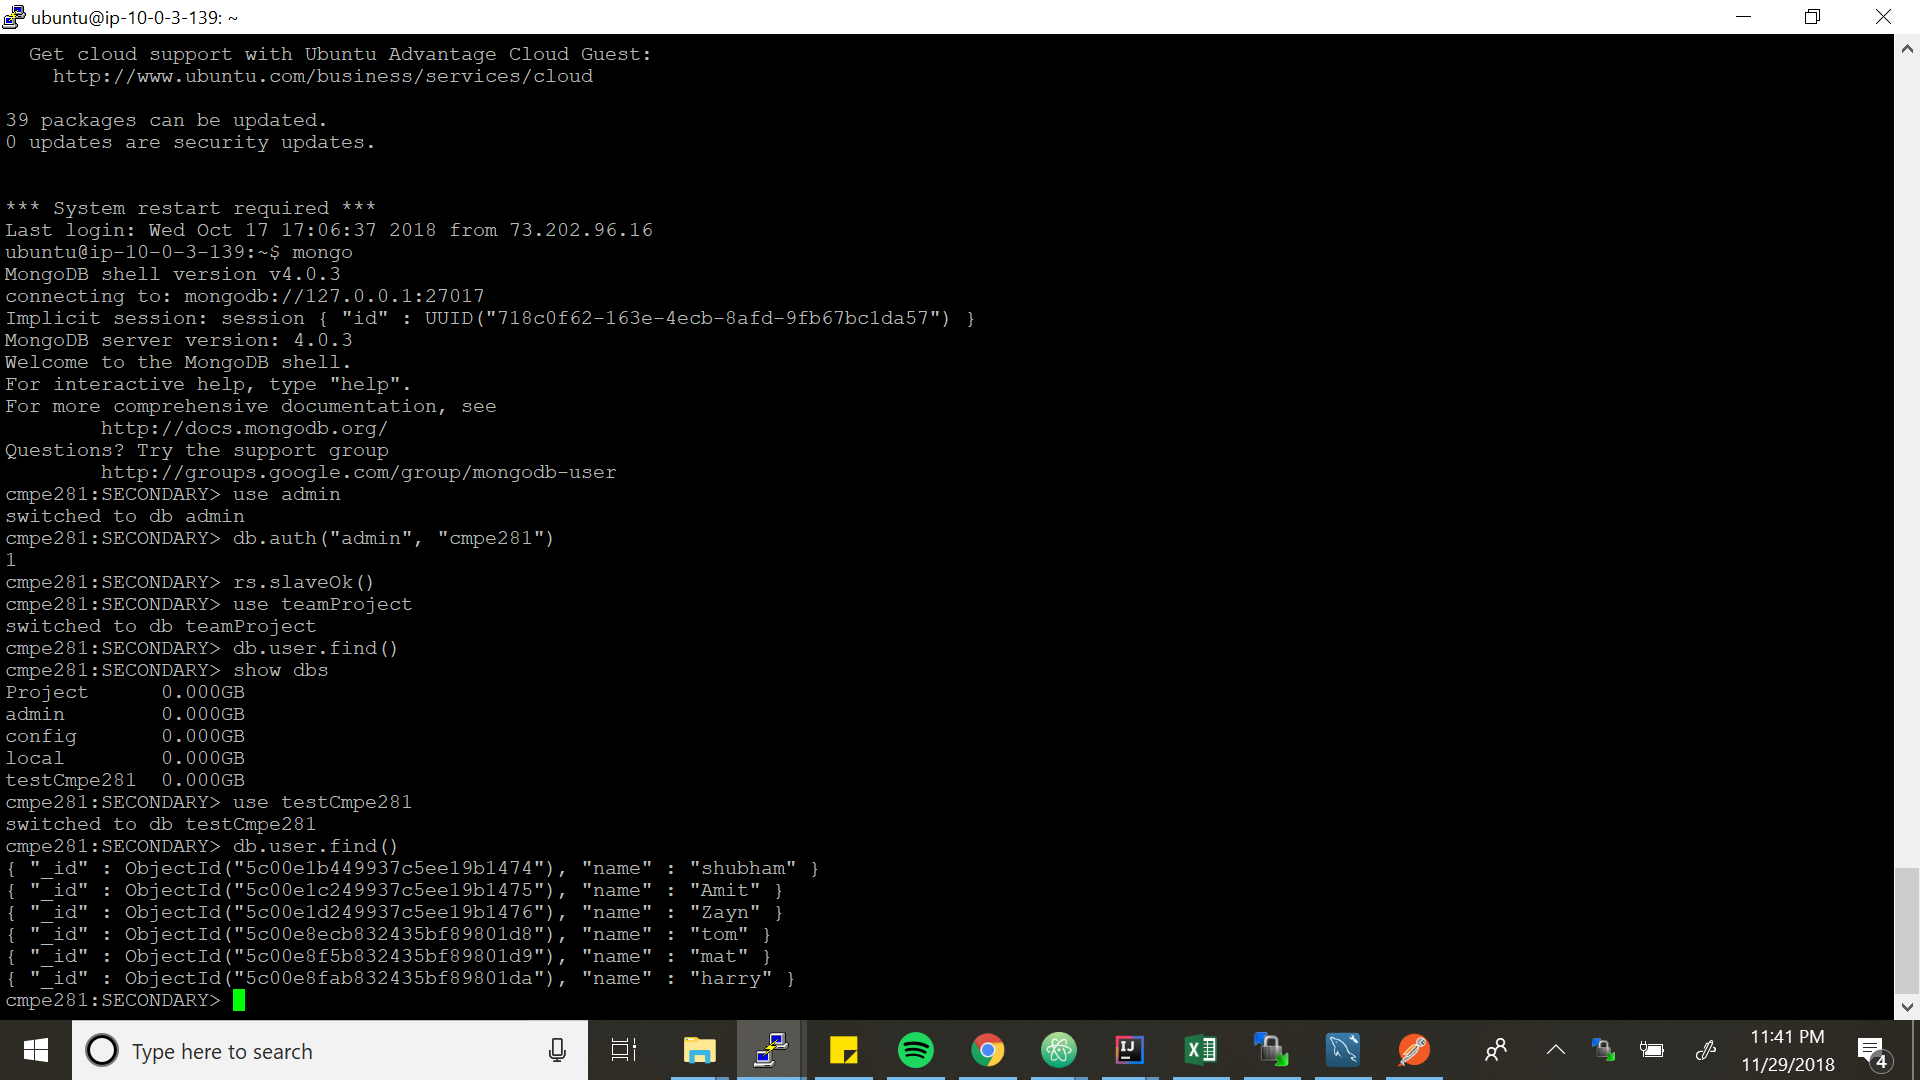 ubuntu@ip-10-0-3-139: ~
Get cloud support with Ubuntu Advantage Cloud Guest:
http://www.ubuntu.com/business/services/cloud
39 packages can be updated.
0 updates are security updates.
*** System restart required ***
Last login: Wed Oct 17 17:06:37 2018 from 73.202.96.16
ubuntu@ip-10-0-3-139:~$ mongo
MongoDB shell version v4.0.3
connecting to: mongodb://127.0.0.1:27017
Implicit session: session { "id" : UUID("718c0f62-163e-4ecb-8afd-9fb67bc1da57") }
MongoDB server version: 4.0.3
Welcome to the MongoDB shell.
For interactive help, type "help".
For more comprehensive documentation, see
http://docs.mongodb.org/
Questions? Try the support group
http://groups.google.com/group/mongodb-user
cmpe281:SECONDARY> use admin
switched to db admin
cmpe281:SECONDARY> db.auth("admin", "cmpe281")
1
cmpe281:SECONDARY> rs.slaveOk()
cmpe281:SECONDARY> use teamProject
switched to db teamProject
cmpe281:SECONDARY> db.user.find()
cmpe281:SECONDARY> show dbs
Project 0.000GB
admin 0.000GB
config 0.000GB
local 0.000GB
testCmpe281 0.000GB
cmpe281:SECONDARY> use testCmpe281
switched to db testCmpe281
cmpe281:SECONDARY> db.user.find()
{ "_id" : ObjectId("5c00e1b449937c5ee19b1474"), "name" : "shubham" }
{ "_id" : ObjectId("5c00e1c249937c5ee19b1475"), "name" : "Amit" }
{ "_id" : ObjectId("5c00e1d249937c5ee19b1476"), "name" : "Zayn" }
{ "_id" : ObjectId("5c00e8ecb832435bf89801d8"), "name" : "tom" }
{ "_id" : ObjectId("5c00e8f5b832435bf89801d9"), "name" : "mat" }
{ "_id" : ObjectId("5c00e8fab832435bf89801da"), "name" : "harry" }
cmpe281:SECONDARY>
Type here to search
IJ
X
11:41 PM
11/29/2018
4